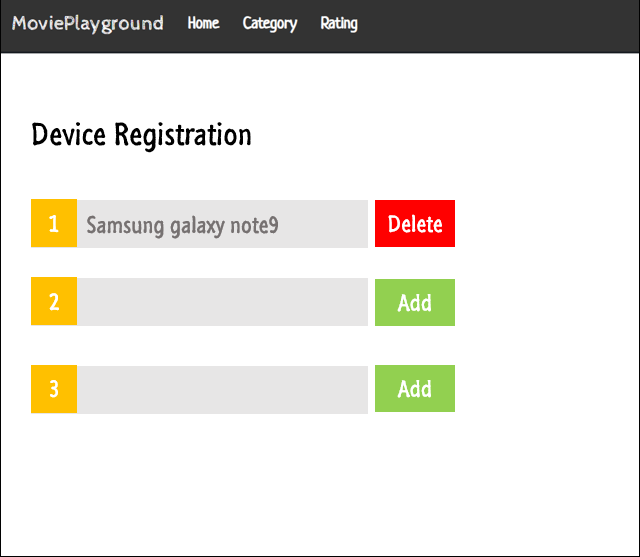 MoviePlayground Home Category Rating
Device Registration
1 Samsung galaxy note9 Delete
2 Add
3 Add